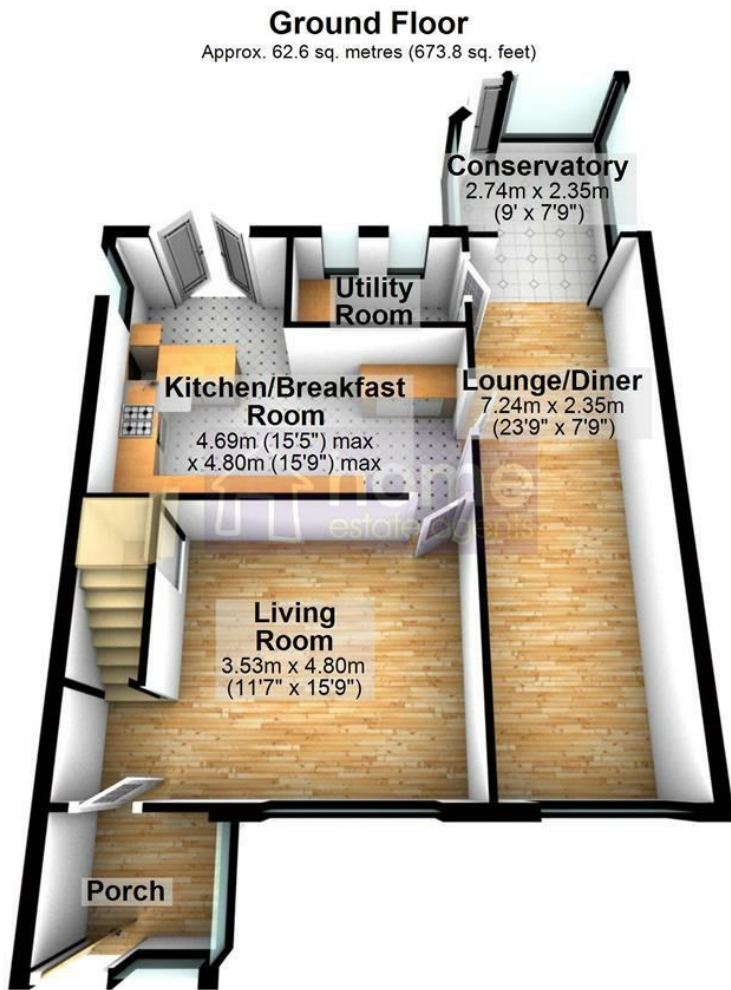 Ground Floor
Approx. 62.6 sq. metres (673.8 sq. feet)
Conservatory
2.74m x 2.35m
(9' x 7'9")
Utility
Room
Kitchen/Breakfast
Room
4.69m (15'5") max
x 4.80m (15'9") max
Lounge/Diner
7.24m x 2.35m
(23'9" x 7'9")
home
estate agents
Living
Room
3.53m x 4.80m
(11'7" x 15'9")
Porch